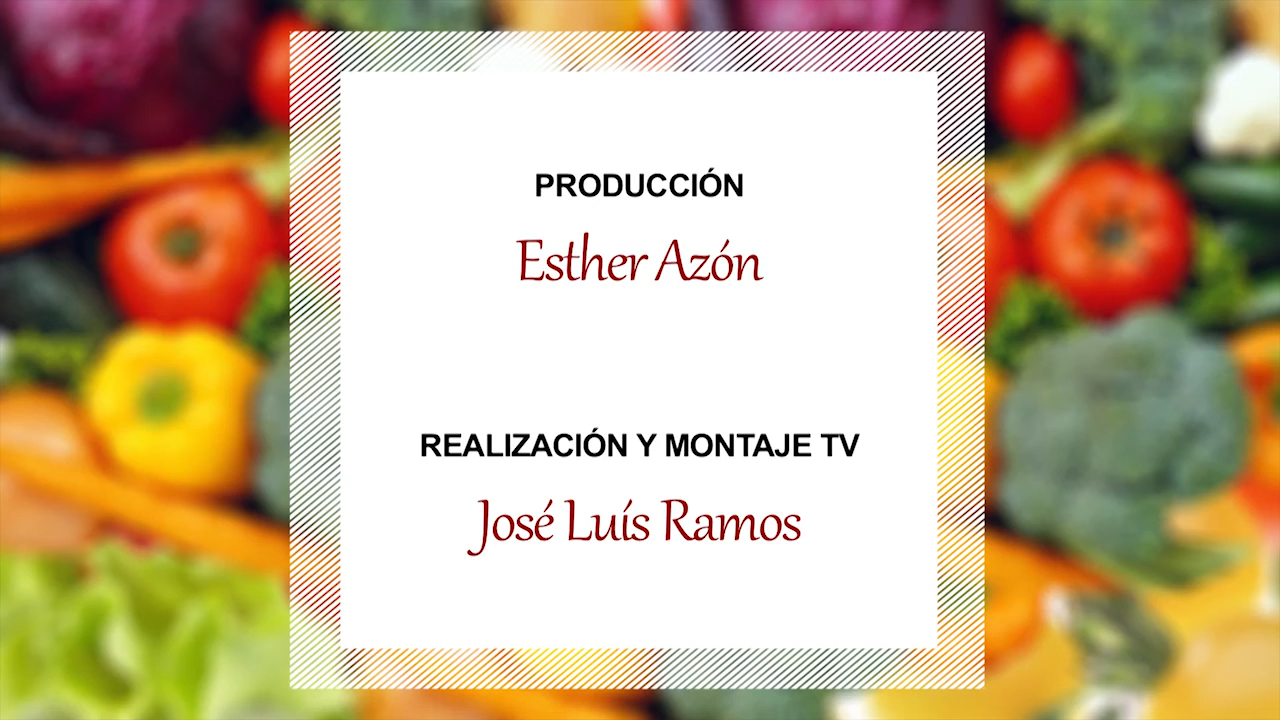 PRODUCCIÓN
Esther Azón
REALIZACIÓN Y MONTAJE TV
José Luís Ramos